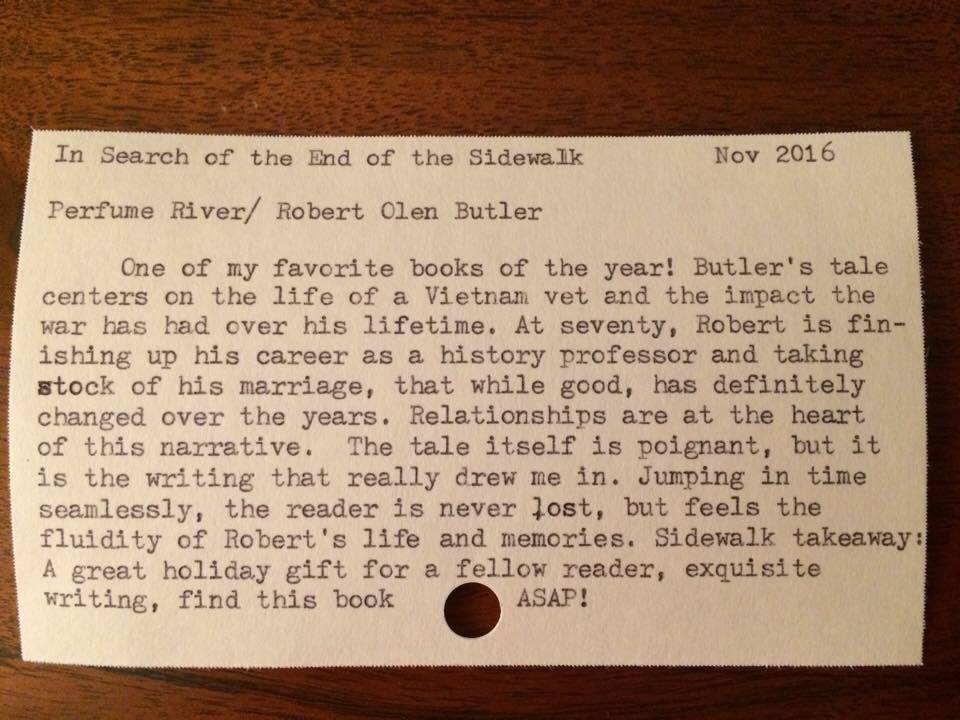 In Search of the End of the Sidewalk Nov 2016
Perfume River/ Robert Olen Butler
One of my favorite books of the year! Butler's tale
centers on the life of a Vietnam vet and the impact the
war has had over his lifetime. At seventy, Robert is fin-
ishing up his career as a history professor and taking
stock of his marriage, that while good, has definitely
changed over the years. Relationships are at the heart
of this narrative. The tale itself is poignant, but it
is the writing that really drew me in. Jumping in time
seamlessly, the reader is never lost, but feels the
fluidity of Robert's life and memories. Sidewalk takeaway:
A great holiday gift for a fellow reader, exquisite
writing, find this book ASAP!